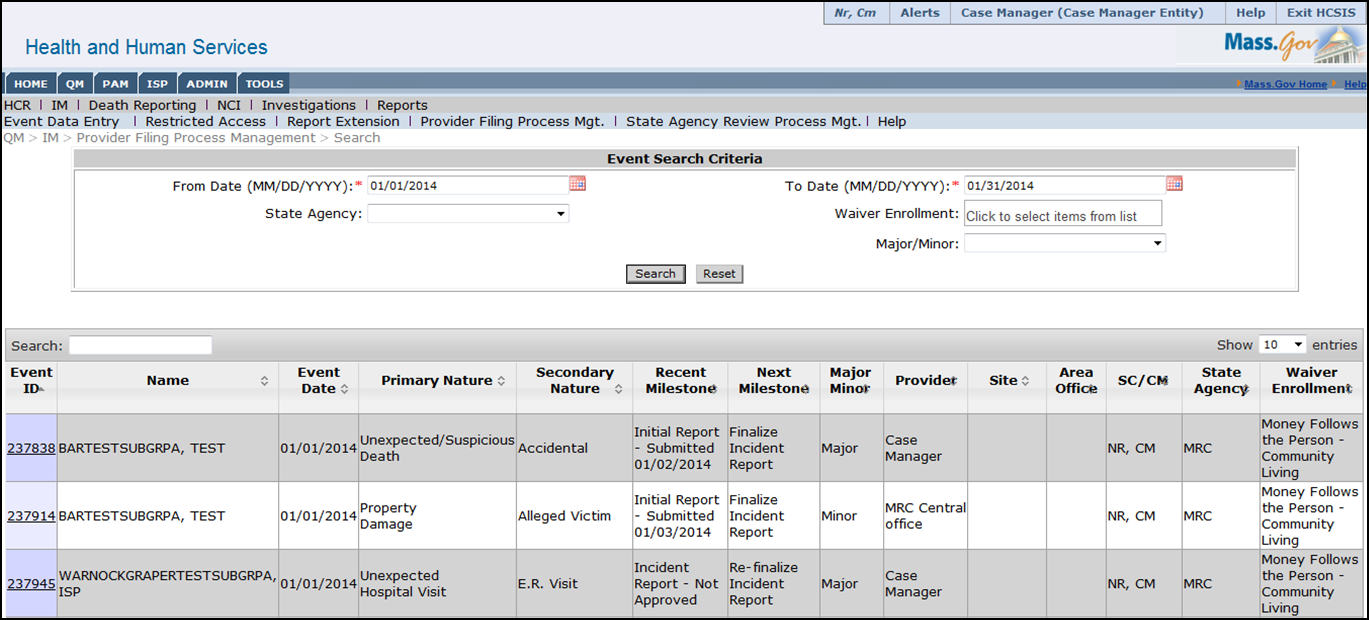 Nr, Cm Alerts Case Manager (Case Manager Entity) Help Exit HCSIS
Health and Human Services
Mass.Gov
HOME QM PAM ISP ADMIN TOOLS
Mass.Gov Home Help
HCR | IM | Death Reporting | NCI | Investigations | Reports
Event Data Entry | Restricted Access | Report Extension | Provider Filing Process Mgt. | State Agency Review Process Mgt. | Help
QM > IM > Provider Filing Process Management > Search
Event Search Criteria
From Date (MM/DD/YYYY):* 01/01/2014 To Date (MM/DD/YYYY):* 01/31/2014
State Agency: Waiver Enrollment: Click to select items from list
Major/Minor:
Search Reset
Search: Show 10 entries
Event Event Secondary Recent Next Major Area State Waiver
ID Name Date Primary Nature Nature Milestone Milestone Minor Provider Site Office SC/CM Agency Enrollment
Money Follows
Unexpected/Suspicious Initial Report Finalize Case the Person -
237838 BARTESTSUBGRPA, TEST 01/01/2014 Death Accidental - Submitted Incident Major Manager NR, CM MRC Community
01/02/2014 Report Living
Money Follows
Property Initial Report Finalize MRC Central the Person -
237914 BARTESTSUBGRPA, TEST 01/01/2014 Damage Alleged Victim - Submitted Incident Minor office NR, CM MRC Community
01/03/2014 Report Living
Money Follows
WARNOCKGRAPERTESTSUBGRPA, Unexpected Incident Re-finalize Case the Person -
237945 ISP 01/01/2014 Hospital Visit E.R. Visit Report - Not Incident Major Manager NR, CM MRC Community
Approved Report Living